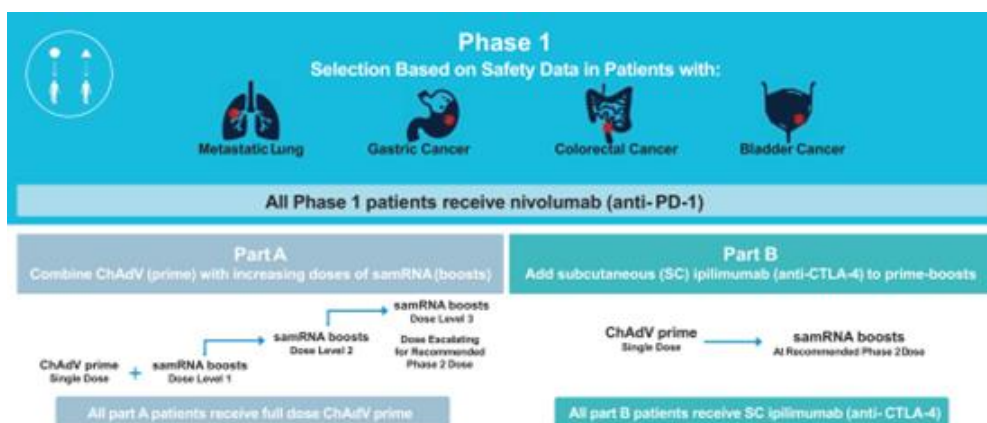 Phase 1
Selection Based on Safety Data in Patients with:
Metastatic Lung
Gastric Cancer
Colorectal Cancer
Bladder Cancer
All Phase 1 patients receive nivolumab (anti-PD-1)
Part A
Combine ChAdV (prime) with increasing doses of samRNA (boosts)
samRNA boosts
Dose Level 3
samRNA boosts
Dose Level 2
Dose Escalating
for Recommended
Phase 2 Dose
ChAdV prime
Single Dose
+
samRNA boosts
Dose Level 1
All part A patients receive full dose ChAdV prime
Part B
Add subcutaneous (SC) ipilimumab (anti-CTLA-4) to prime-boosts
ChAdV prime
Single Dose
samRNA boosts
At Recommended Phase 2 Dose
All part B patients receive SC ipilimumab (anti-CTLA-4)